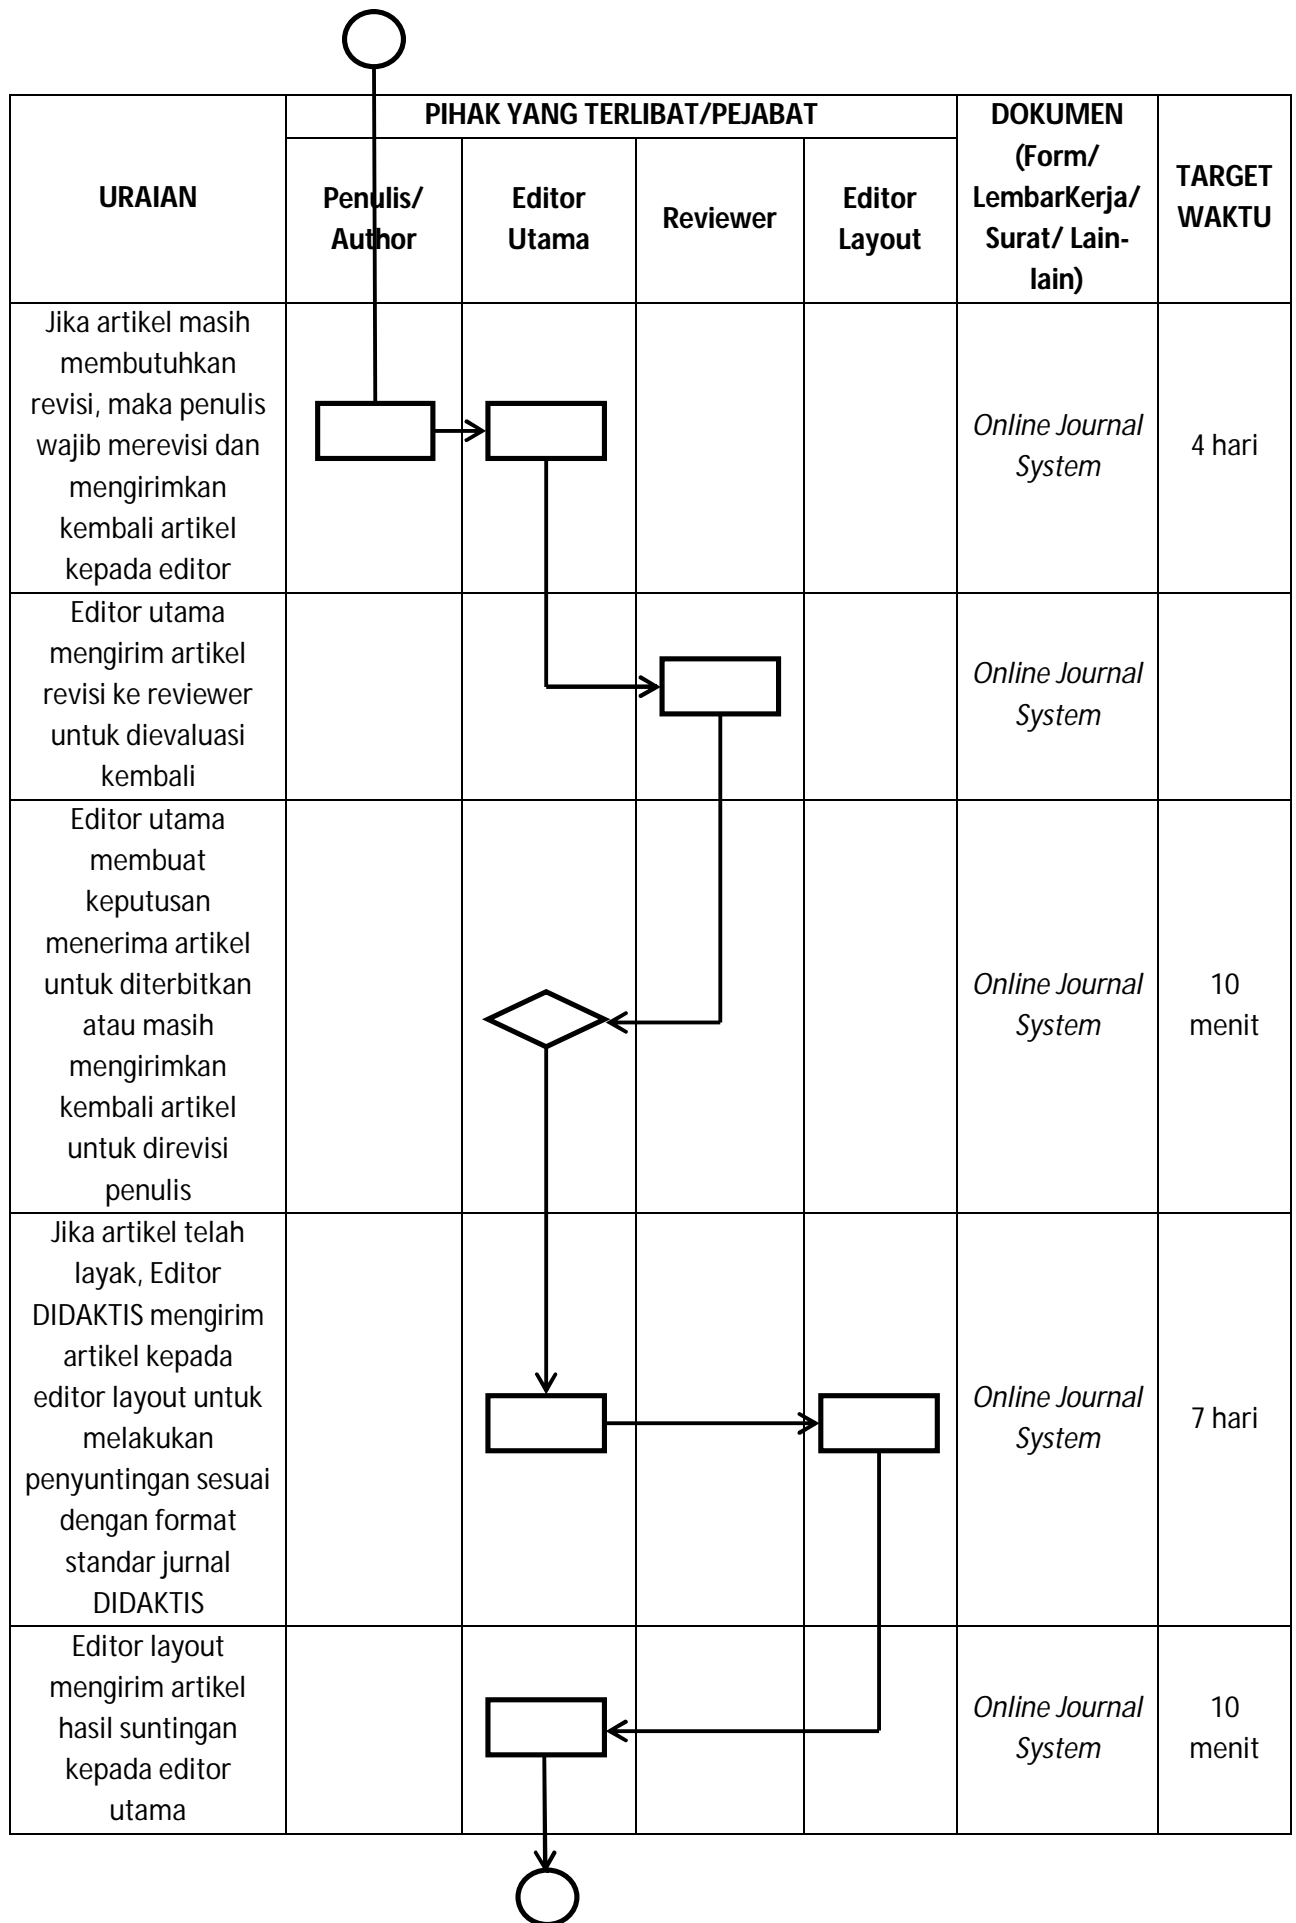 URAIAN
PIHAK YANG TERLIBAT/PEJABAT
Penulis/
Author
Editor
Utama
Reviewer
Editor
Layout
DOKUMEN
(Form/
LembarKerja/
Surat/ Lain-
lain)
TARGET
WAKTU
Jika artikel masih
membutuhkan
revisi, maka penulis
wajib merevisi dan
mengirimkan
kembali artikel
kepada editor
Online Journal
System
4 hari
Editor utama
mengirim artikel
revisi ke reviewer
untuk dievaluasi
kembali
Online Journal
System
Editor utama
membuat
keputusan
menerima artikel
untuk diterbitkan
atau masih
mengirimkan
kembali artikel
untuk direvisi
penulis
Online Journal
System
10
menit
Jika artikel telah
layak, Editor
DIDAKTIS mengirim
artikel kepada
editor layout untuk
melakukan
penyuntingan sesuai
dengan format
standar jurnal
DIDAKTIS
Online Journal
System
7 hari
Editor layout
mengirim artikel
hasil suntingan
kepada editor
utama
Online Journal
System
10
menit